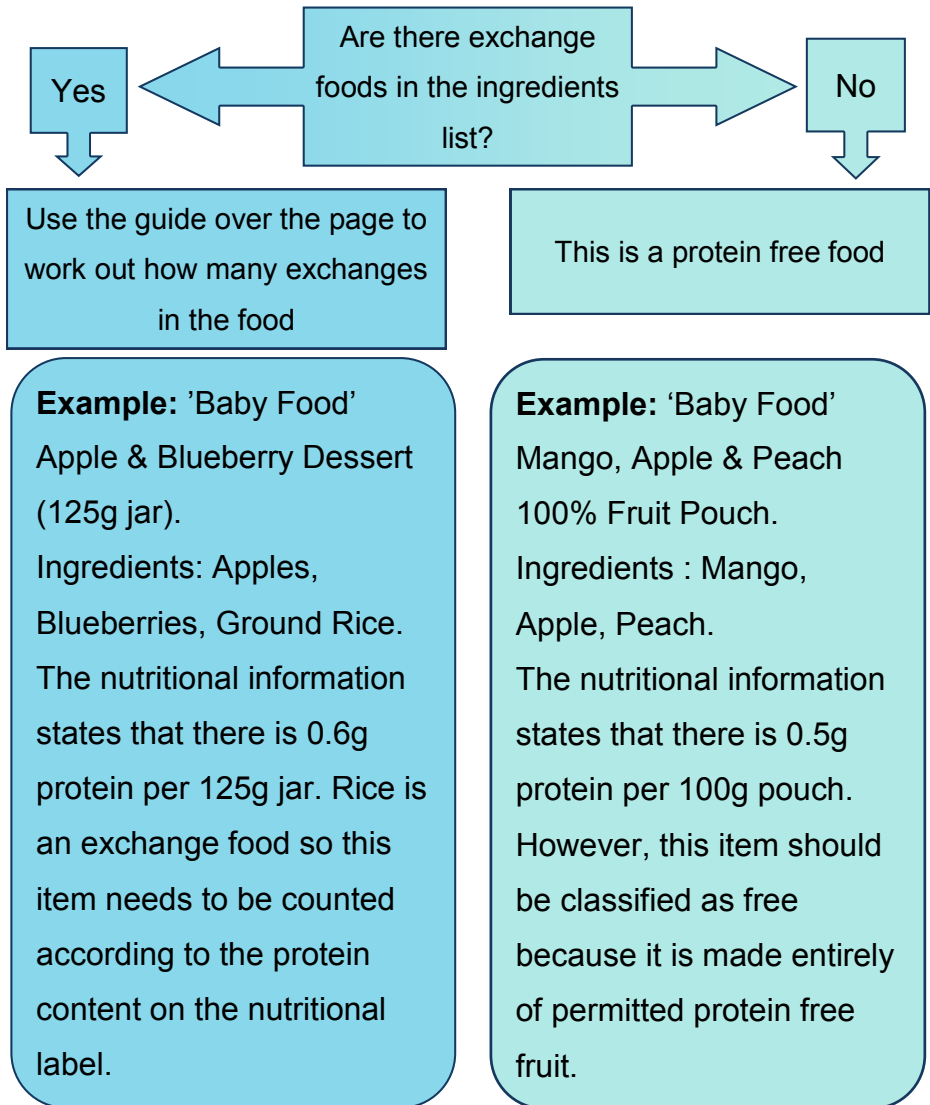 Are there exchange
foods in the ingredients
list?
Yes
No
Use the guide over the page to
work out how many exchanges
in the food
This is a protein free food
Example: ’Baby Food’
Apple & Blueberry Dessert
(125g jar).
Ingredients: Apples,
Blueberries, Ground Rice.
The nutritional information
states that there is 0.6g
protein per 125g jar. Rice is
an exchange food so this
item needs to be counted
according to the protein
content on the nutritional
label.
Example: ‘Baby Food’
Mango, Apple & Peach
100% Fruit Pouch.
Ingredients : Mango,
Apple, Peach.
The nutritional information
states that there is 0.5g
protein per 100g pouch.
However, this item should
be classified as free
because it is made entirely
of permitted protein free
fruit.